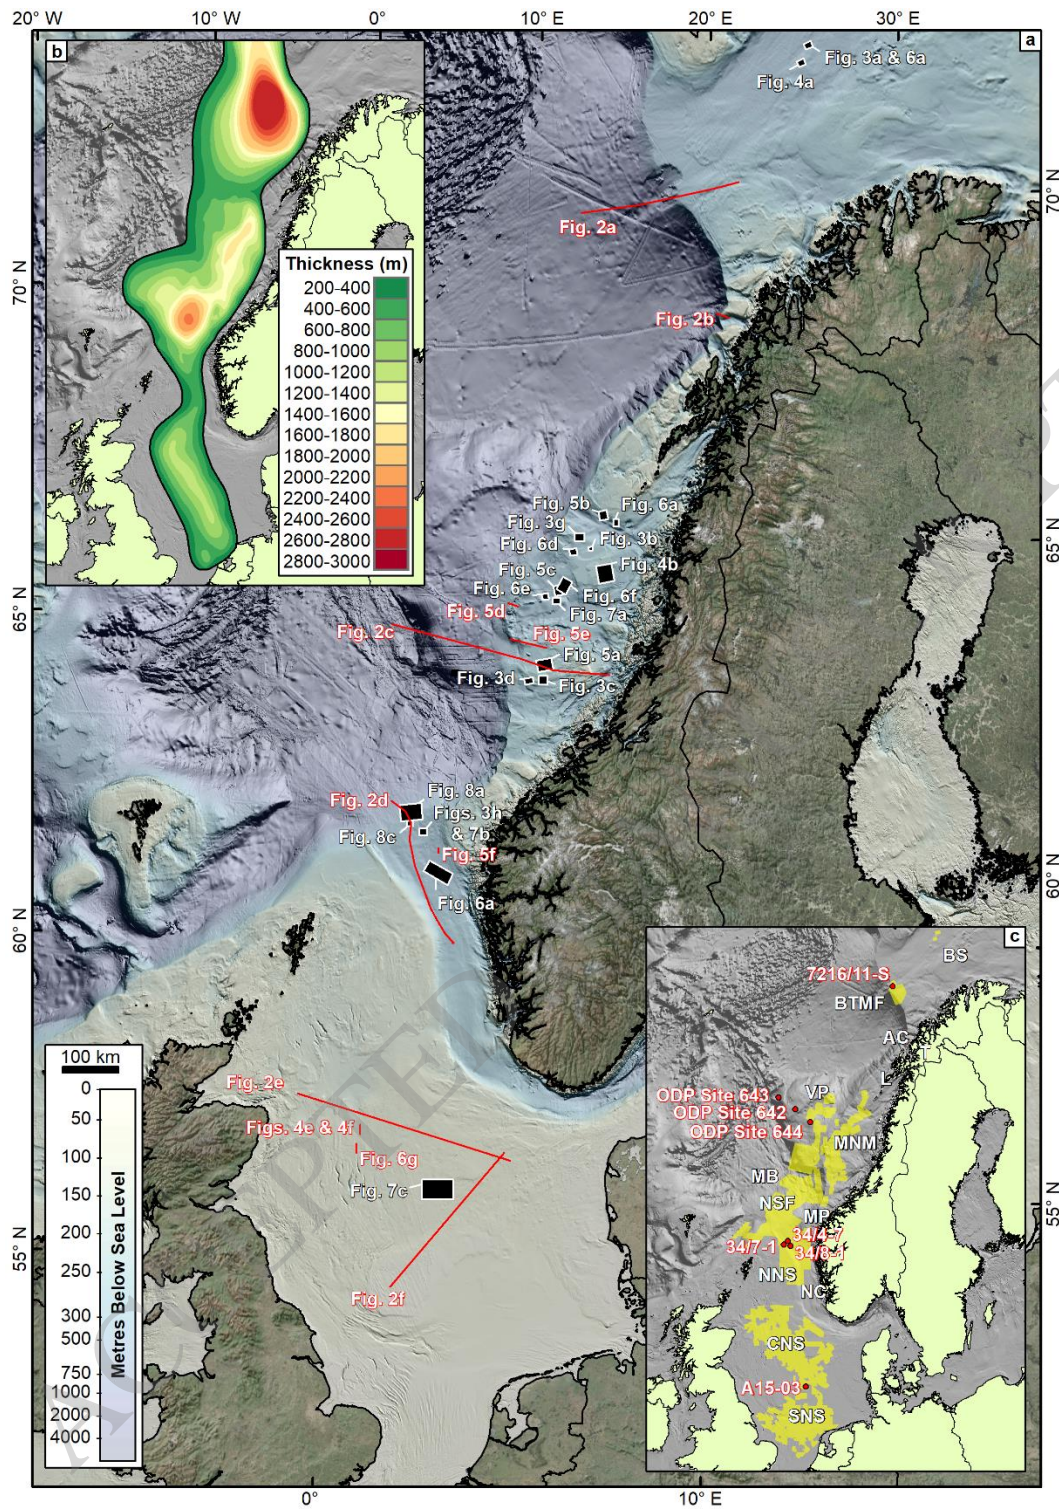 20° W
10° W
0°
10° E
20° E
30° E
b
a
Fig. 3a & 6a
Fig. 4a
70° N
Fig. 2a
Thickness (m)
200-400
400-600
600-800
800-1000
1000-1200
1200-1400
1400-1600
1600-1800
1800-2000
2000-2200
2200-2400
2400-2600
2600-2800
2800-3000
70° N
Fig. 2b
Fig. 5b
Fig. 6a
Fig. 3g
Fig. 3b
Fig. 6d
65° N
Fig. 5c
Fig. 4b
Fig. 6e
Fig. 6f
65° N
Fig. 5d
Fig. 7a
Fig. 2c
Fig. 5e
Fig. 5a
Fig. 3d
Fig. 3c
Fig. 2d
Fig. 8a
Figs. 3h
& 7b
Fig. 8c
Fig. 5f
60° N
Fig. 6a
60° N
c
BS
7216/11-S
BTMF
AC
T
L
100 km
Fig. 2e
VP
ODP Site 643
ODP Site 642
ODP Site 644
Figs. 4e & 4f
Fig. 6g
MNM
Fig. 7c
MB
NSF
MP
55° N
34/4-7
34/7-1
34/8-1
55° N
Fig. 2f
NNS
NC
CNS
A15-03
SNS
0
50
100
150
200
250
300
500
750
1000
2000
4000
Metres Below Sea Level
0°
10° E
30° E